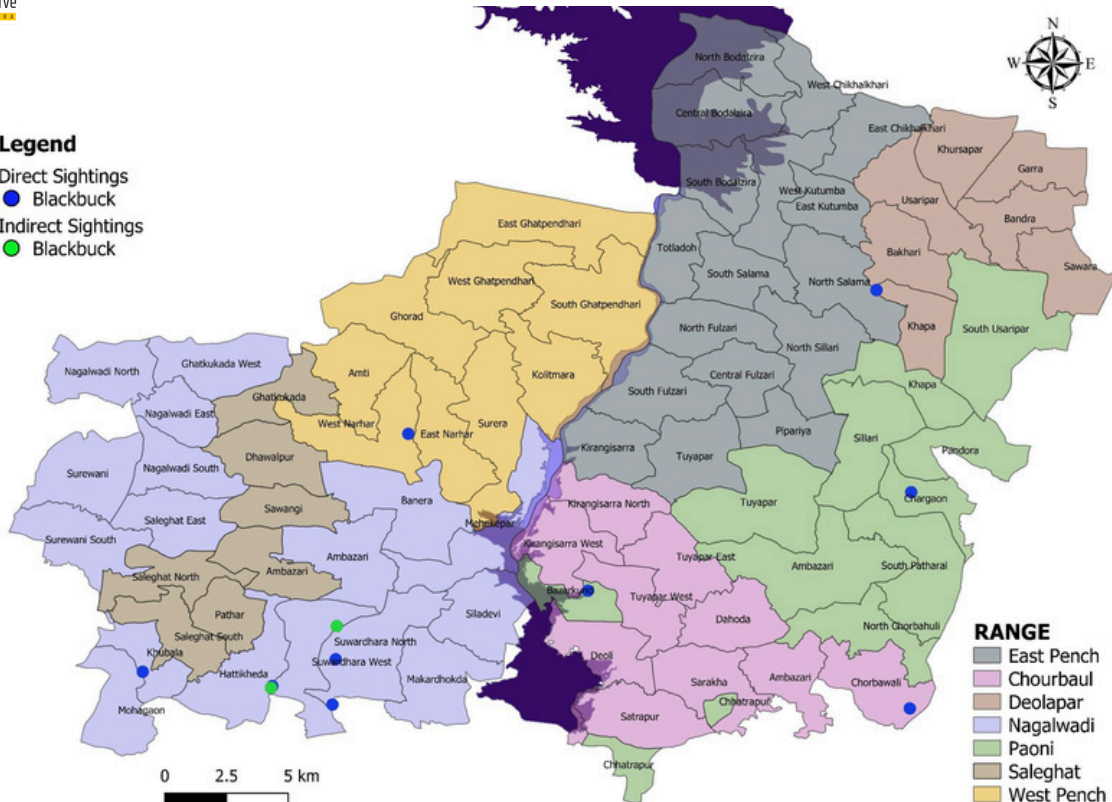 North Bodalzira
West Chikhalkhari
N
W E
S
Central Bodalzira
East Chikhalkhari
Khursapar
Garra
Legend
Direct Sightings
Blackbuck
Indirect Sightings
Blackbuck
South Bodalzira
West Kutumba
East Kutumba
Usaripar
Bandra
East Ghatpendhari
Totladoh
Bakhari
Sawara
West Ghatpendhari
South Salama
North Salama
South Ghatpendhari
Ghorad
North Fulzari
Khapa
South Usaripar
North Sillari
Nagalwadi North
Ghatkukada West
Amti
Kolitmara
Central Fulzari
South Fulzari
Khapa
Ghatkukada
Nagalwadi East
West Narhar
East Narhar
Surera
Pipariya
Sillari
Kirangisarra
Tuyapar
Pandora
Dhawalpur
Surewani
Nagalwadi South
Banera
Chargaon
Kirangisarra North
Tuyapar
Sawangi
Saleghat East
Mehekepar
Surewani South
Kirangisarra West
Ambazari
Tuyapar East
Ambazari
South Patharai
Saleghat North
Ambazari
Bazarkund
Tuyapar West
Pathar
Siladevi
Dahoda
North Chorbahuli
Saleghat South
Suwardhara North
Khubala
Suwardhara West
Deoli
Hattikheda
Makardhokda
Sarakha
Ambazari
Chorbawali
Mohagaon
Chhatrapur
Satrapur
Chhatrapur
RANGE
East Pench
Chourbaul
Deolapar
Nagalwadi
Paoni
Saleghat
West Pench
0 2.5 5 km